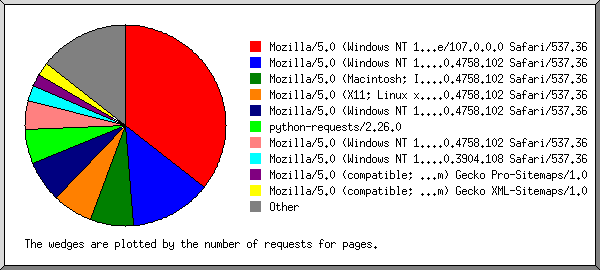 Mozilla/5.0 (Windows NT 1...e/107.0.0.0 Safari/537.36
Mozilla/5.0 (Windows NT 1....0.4758.102 Safari/537.36
Mozilla/5.0 (Macintosh; I....0.4758.102 Safari/537.36
Mozilla/5.0 (X11; Linux x....0.4758.102 Safari/537.36
Mozilla/5.0 (Windows NT 1....0.4758.102 Safari/537.36
python-requests/2.26.0
Mozilla/5.0 (Windows NT 1....0.4758.102 Safari/537.36
Mozilla/5.0 (Windows NT 1....0.3904.108 Safari/537.36
Mozilla/5.0 (compatible; ...m) Gecko Pro-Sitemaps/1.0
Mozilla/5.0 (compatible; ...m) Gecko XML-Sitemaps/1.0
Other
The wedges are plotted by the number of requests for pages.